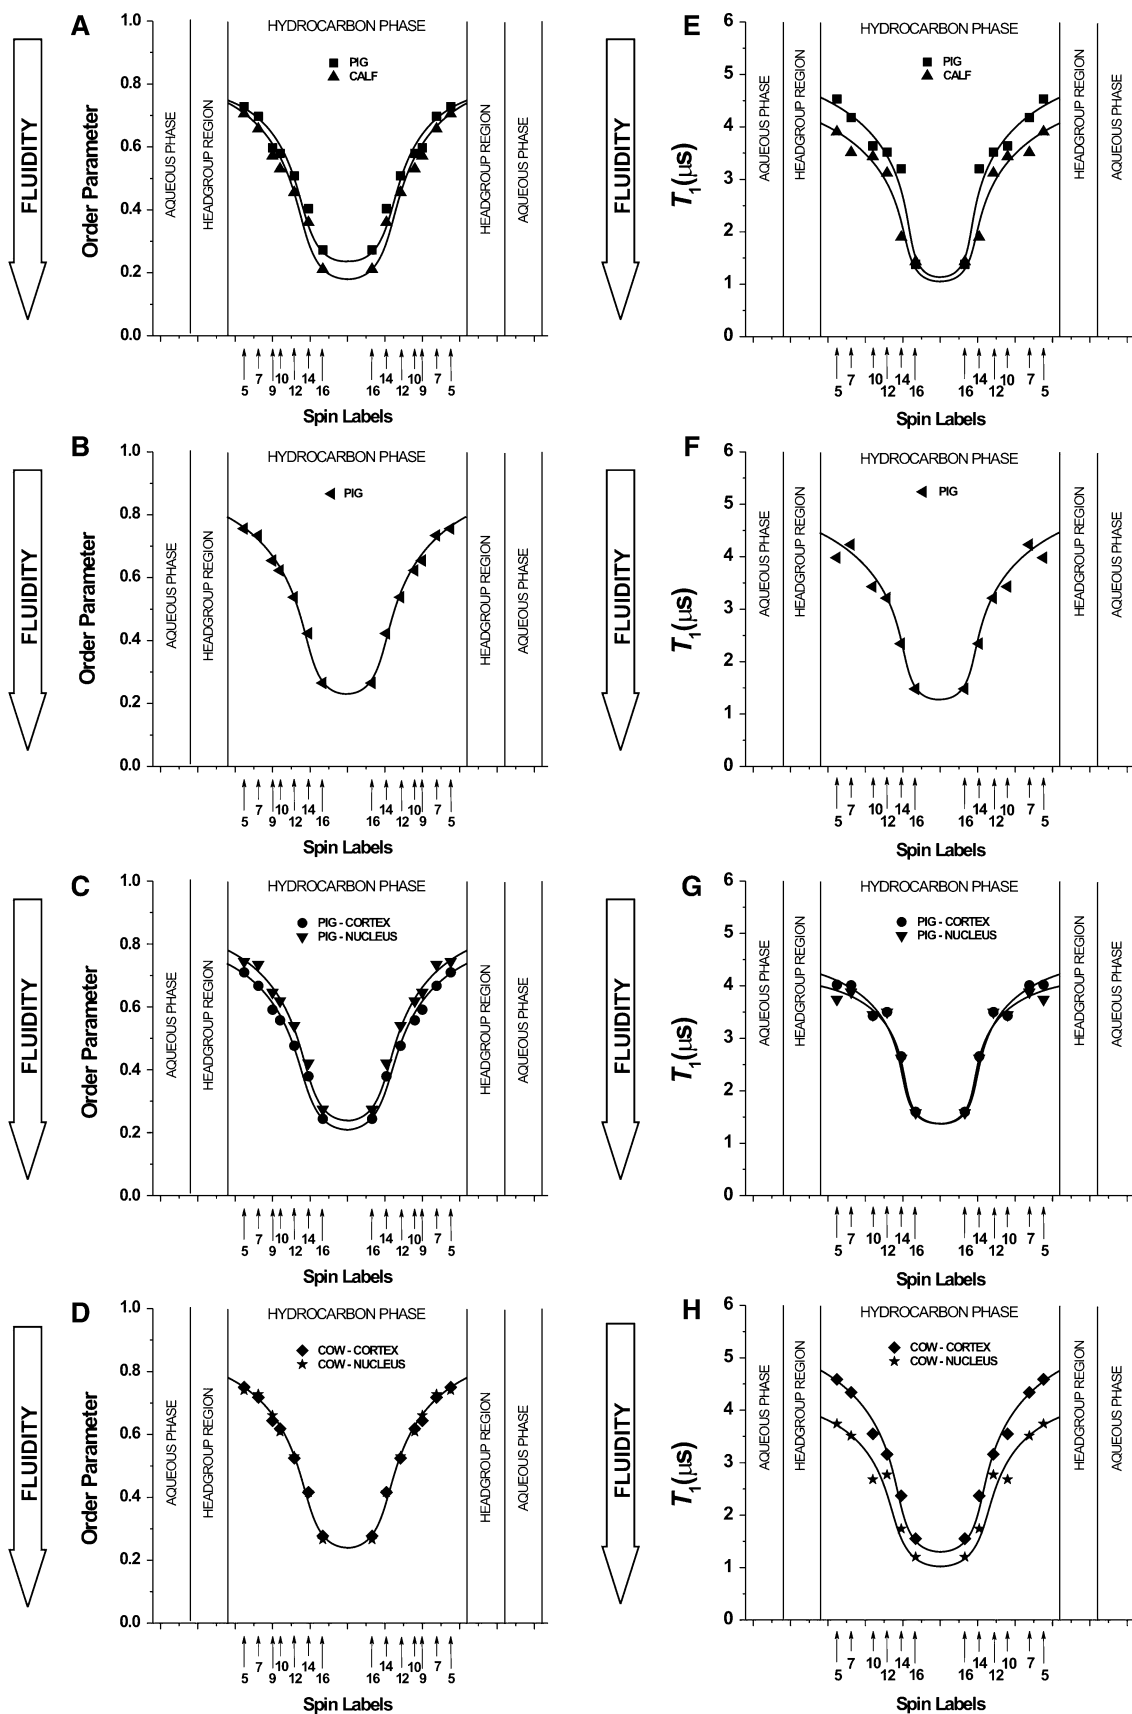 A
FLUIDITY
Order Parameter
1.0
0.8
0.6
0.4
0.2
0.0
AQUEOUS PHASE
HEADGROUP REGION
HYDROCARBON PHASE
PIG
CALF
HEADGROUP REGION
AQUEOUS PHASE
5 7 9 10 12 14 16 16 14 12 10 9 7 5
Spin Labels
E
FLUIDITY
T1(μs)
6
5
4
3
2
1
0
AQUEOUS PHASE
HEADGROUP REGION
HYDROCARBON PHASE
PIG
CALF
HEADGROUP REGION
AQUEOUS PHASE
5 7 10 12 14 16 16 14 12 10 7 5
Spin Labels
B
FLUIDITY
Order Parameter
1.0
0.8
0.6
0.4
0.2
0.0
AQUEOUS PHASE
HEADGROUP REGION
HYDROCARBON PHASE
PIG
HEADGROUP REGION
AQUEOUS PHASE
5 7 9 10 12 14 16 16 14 12 10 9 7 5
Spin Labels
F
FLUIDITY
T1(μs)
6
5
4
3
2
1
0
AQUEOUS PHASE
HEADGROUP REGION
HYDROCARBON PHASE
PIG
HEADGROUP REGION
AQUEOUS PHASE
5 7 10 12 14 16 16 14 12 10 7 5
Spin Labels
C
FLUIDITY
Order Parameter
1.0
0.8
0.6
0.4
0.2
0.0
AQUEOUS PHASE
HEADGROUP REGION
HYDROCARBON PHASE
PIG - CORTEX
PIG - NUCLEUS
HEADGROUP REGION
AQUEOUS PHASE
5 7 9 10 12 14 16 16 14 12 10 9 7 5
Spin Labels
G
FLUIDITY
T1(μs)
6
5
4
3
2
1
0
AQUEOUS PHASE
HEADGROUP REGION
HYDROCARBON PHASE
PIG - CORTEX
PIG - NUCLEUS
HEADGROUP REGION
AQUEOUS PHASE
5 7 10 12 14 16 16 14 12 10 7 5
Spin Labels
D
FLUIDITY
Order Parameter
1.0
0.8
0.6
0.4
0.2
0.0
AQUEOUS PHASE
HEADGROUP REGION
HYDROCARBON PHASE
COW - CORTEX
COW - NUCLEUS
HEADGROUP REGION
AQUEOUS PHASE
5 7 9 10 12 14 16 16 14 12 10 9 7 5
Spin Labels
H
FLUIDITY
T1(μs)
6
5
4
3
2
1
0
AQUEOUS PHASE
HEADGROUP REGION
HYDROCARBON PHASE
COW - CORTEX
COW - NUCLEUS
HEADGROUP REGION
AQUEOUS PHASE
5 7 10 12 14 16 16 14 12 10 7 5
Spin Labels